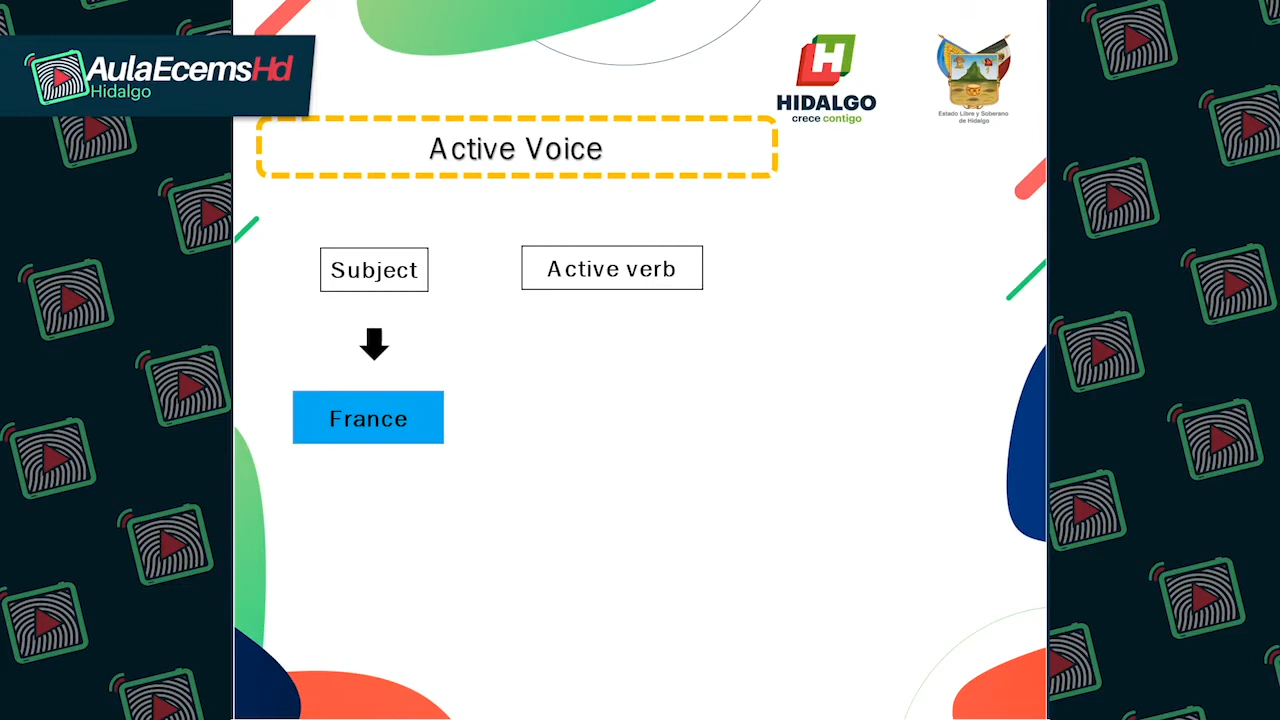 AulaEcemsHd
Hidalgo
HIDALGO
crece contigo
Estado Libre y Soberano
de Hidalgo
Active Voice
Subject
Active verb
France